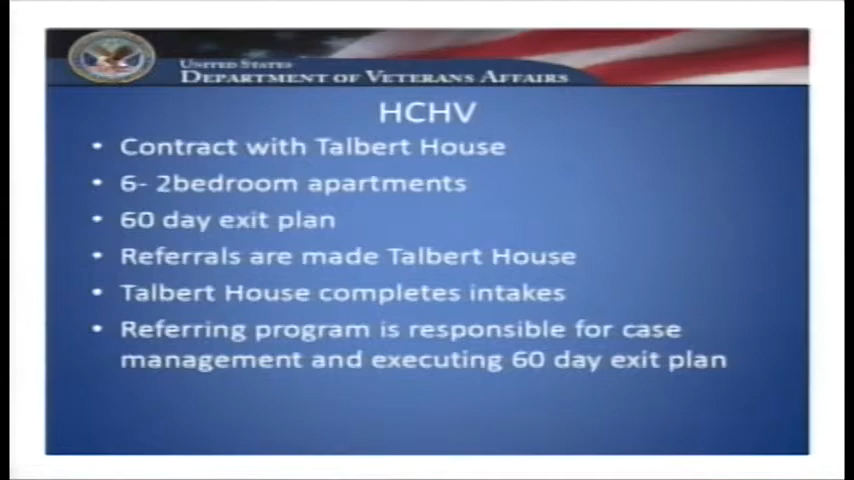 UNITED STATES
DEPARTMENT OF VETERANS AFFAIRS
HCHV
• Contract with Talbert House
• 6- 2bedroom apartments
• 60 day exit plan
• Referrals are made Talbert House
• Talbert House completes intakes
• Referring program is responsible for case
management and executing 60 day exit plan